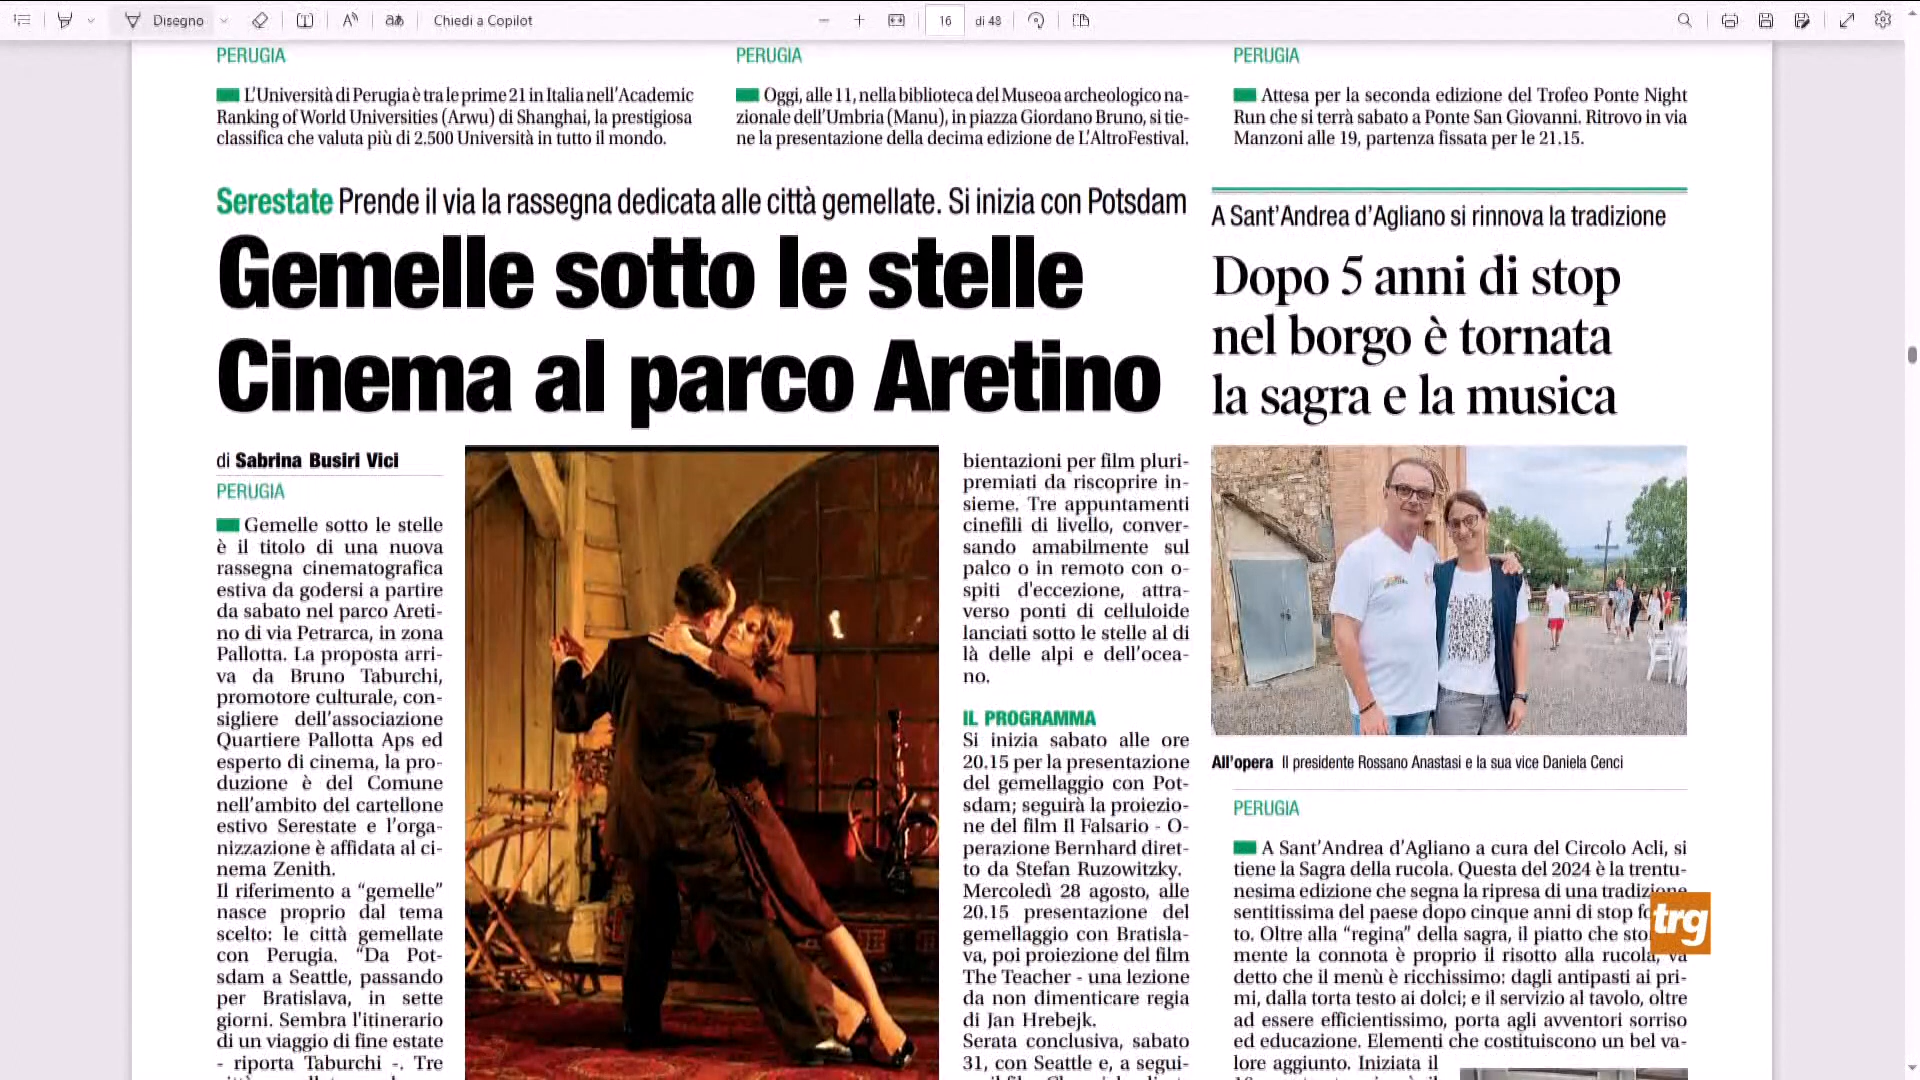 Disegno
Chiedi a Copilot
16
di 48
PERUGIA
L'Università di Perugia è tra le prime 21 in Italia nell'Academic
Ranking of World Universities (Arwu) di Shanghai, la prestigiosa
classifica che valuta più di 2.500 Università in tutto il mondo.
PERUGIA
Oggi, alle 11, nella biblioteca del Museoa archeologico na-
zionale dell'Umbria (Manu), in piazza Giordano Bruno, si tie-
ne la presentazione della decima edizione de L'AltroFestival.
PERUGIA
Attesa per la seconda edizione del Trofeo Ponte Night
Run che si terrà sabato a Ponte San Giovanni. Ritrovo in via
Manzoni alle 19, partenza fissata per le 21.15.
Serestate Prende il via la rassegna dedicata alle città gemellate. Si inizia con Potsdam
Gemelle sotto le stelle
Cinema al parco Aretino
di Sabrina Busiri Vici
PERUGIA
Gemelle sotto le stelle
è il titolo di una nuova
rassegna cinematografica
estiva da godersi a partire
da sabato nel parco Areti-
no di via Petrarca, in zona
Pallotta. La proposta arri-
va da Bruno Taburchi,
promotore culturale, con-
sigliere dell'associazione
Quartiere Pallotta Aps ed
esperto di cinema, la pro-
duzione è del Comune
nell'ambito del cartellone
estivo Serestate e l'orga-
nizzazione è affidata al ci-
nema Zenith.
Il riferimento a “gemelle”
nasce proprio dal tema
scelto: le città gemellate
con Perugia. “Da Pot-
sdam a Seattle, passando
per Bratislava, in sette
giorni. Sembra l'itinerario
di un viaggio di fine estate
- riporta Taburchi -. Tre
bientazioni per film pluri-
premiati da riscoprire in-
sieme. Tre appuntamenti
cinefili di livello, conver-
sando amabilmente sul
palco o in remoto con o-
spiti d'eccezione, attra-
verso ponti di celluloide
lanciati sotto le stelle al di
là delle alpi e dell'ocea-
no.
IL PROGRAMMA
Si inizia sabato alle ore
20.15 per la presentazione
del gemellaggio con Pot-
sdam; seguirà la proiezio-
ne del film Il Falsario - O-
perazione Bernhard diret-
to da Stefan Ruzowitzky.
Mercoledì 28 agosto, alle
20.15 presentazione del
gemellaggio con Bratisla-
va, poi proiezione del film
The Teacher - una lezione
da non dimenticare regia
di Jan Hrebejk.
Serata conclusiva, sabato
31, con Seattle e, a segui-
A Sant'Andrea d'Agliano si rinnova la tradizione
Dopo 5 anni di stop
nel borgo è tornata
la sagra e la musica
All'opera Il presidente Rossano Anastasi e la sua vice Daniela Cenci
PERUGIA
A Sant'Andrea d'Agliano a cura del Circolo Acli, si
tiene la Sagra della rucola. Questa del 2024 è la trentu-
nesima edizione che segna la ripresa di una tradizione
sentitissima del paese dopo cinque anni di stop
to. Oltre alla “regina” della sagra, il piatto che
mente la connota è proprio il risotto alla rucola, va
detto che il menù è ricchissimo: dagli antipasti ai pri-
mi, dalla torta testo ai dolci; e il servizio al tavolo, oltre
ad essere efficientissimo, porta agli avventori sorriso
ed educazione. Elementi che costituiscono un bel va-
lore aggiunto. Iniziata il
trg